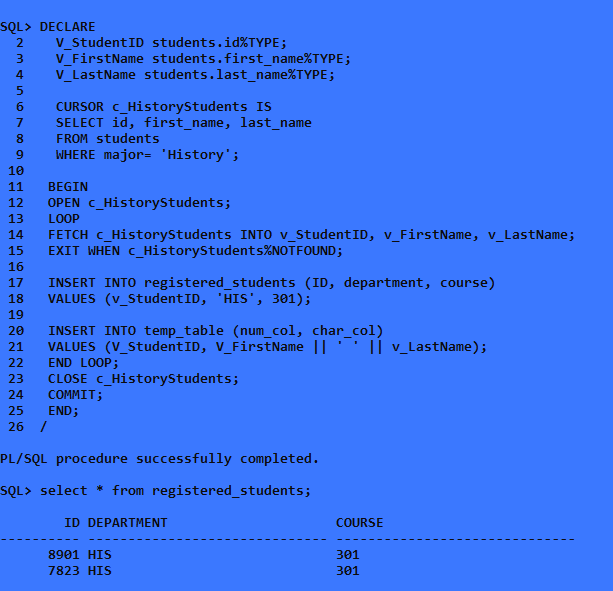 SQL> DECLARE
  2    V_StudentID students.id%TYPE;
  3    V_FirstName students.first_name%TYPE;
  4    V_LastName students.last_name%TYPE;
  5
  6    CURSOR c_HistoryStudents IS
  7    SELECT id, first_name, last_name
  8    FROM students
  9    WHERE major= 'History';
 10
 11   BEGIN
 12   OPEN c_HistoryStudents;
 13   LOOP
 14   FETCH c_HistoryStudents INTO v_StudentID, v_FirstName, v_LastName;
 15   EXIT WHEN c_HistoryStudents%NOTFOUND;
 16
 17   INSERT INTO registered_students (ID, department, course)
 18   VALUES (v_StudentID, 'HIS', 301);
 19
 20   INSERT INTO temp_table (num_col, char_col)
 21   VALUES (V_StudentID, V_FirstName || ' ' || v_LastName);
 22   END LOOP;
 23   CLOSE c_HistoryStudents;
 24   COMMIT;
 25   END;
 26  /
PL/SQL procedure successfully completed.
SQL> select * from registered_students;
        ID DEPARTMENT                     COURSE
---------- ------------------------------ ------------------------------
      8901 HIS                            301
      7823 HIS                            301